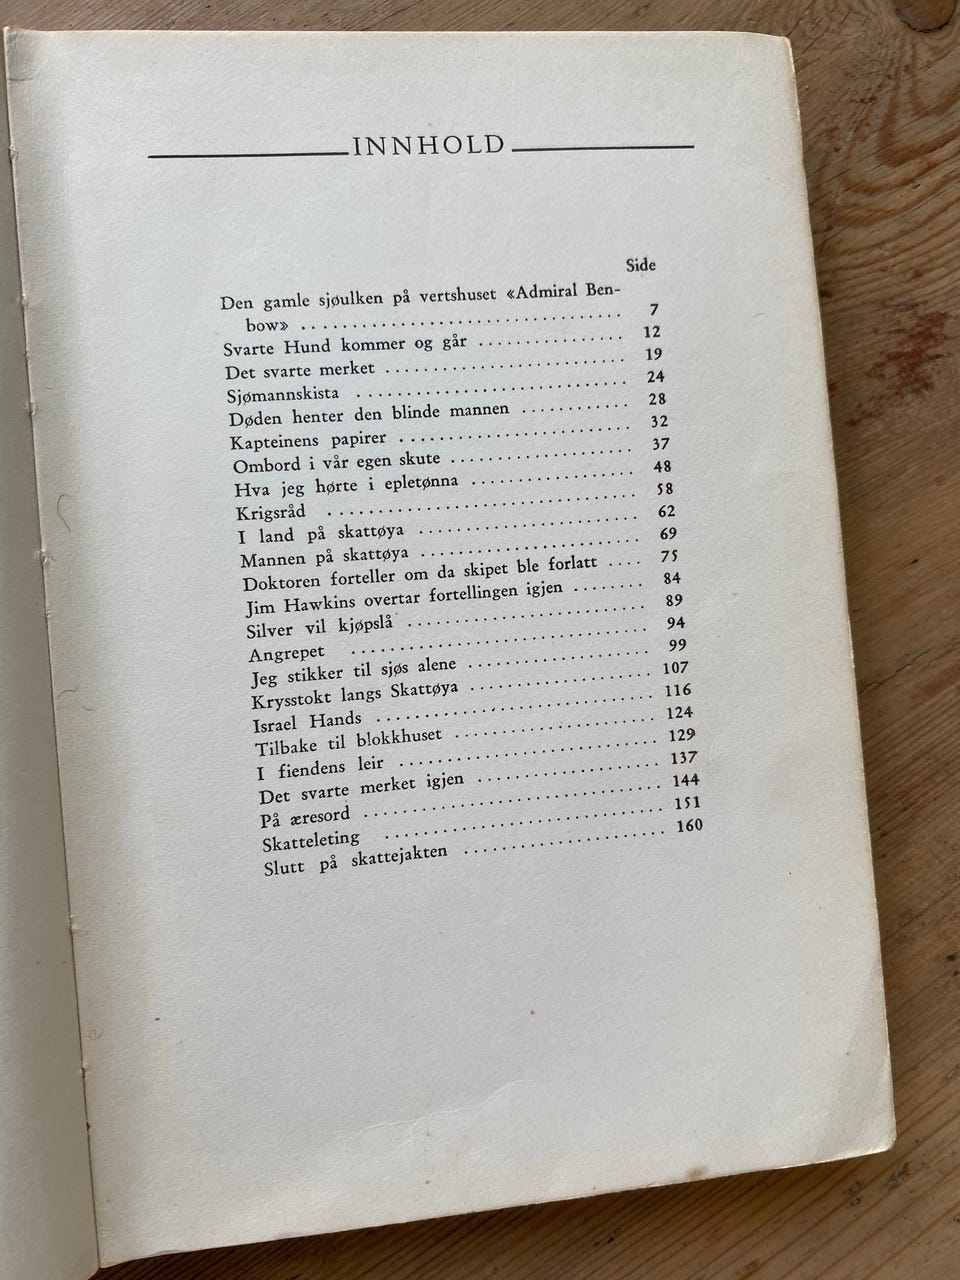 INNHOLD
Side
Den gamle sjøulken på vertshuset «Admiral Ben-
bow» .................................. 7
Svarte Hund kommer og går ................ 12
Det svarte merket .......................... 19
Sjømannskista ............................. 24
Døden henter den blinde mannen ............ 28
Kapteinens papirer ......................... 32
Ombord i vår egen skute .................... 37
Hva jeg hørte i epletønna .................. 48
Krigsråd .................................. 58
I land på skattøya ........................ 62
Mannen på skattøya ........................ 69
Doktoren forteller om da skipet ble forlatt .... 75
Jim Hawkins overtar fortellingen igjen ........ 84
Silver vil kjøpslå .......................... 89
Angrepet ................................. 94
Jeg stikker til sjøs alene .................... 99
Krysstokt langs Skattøya .................... 107
Israel Hands .............................. 116
Tilbake til blokkhuset ...................... 124
I fiendens leir ............................ 129
Det svarte merket igjen .................... 137
På æresord ................................ 144
Skatteleting .............................. 151
Slutt på skattejakten ...................... 160